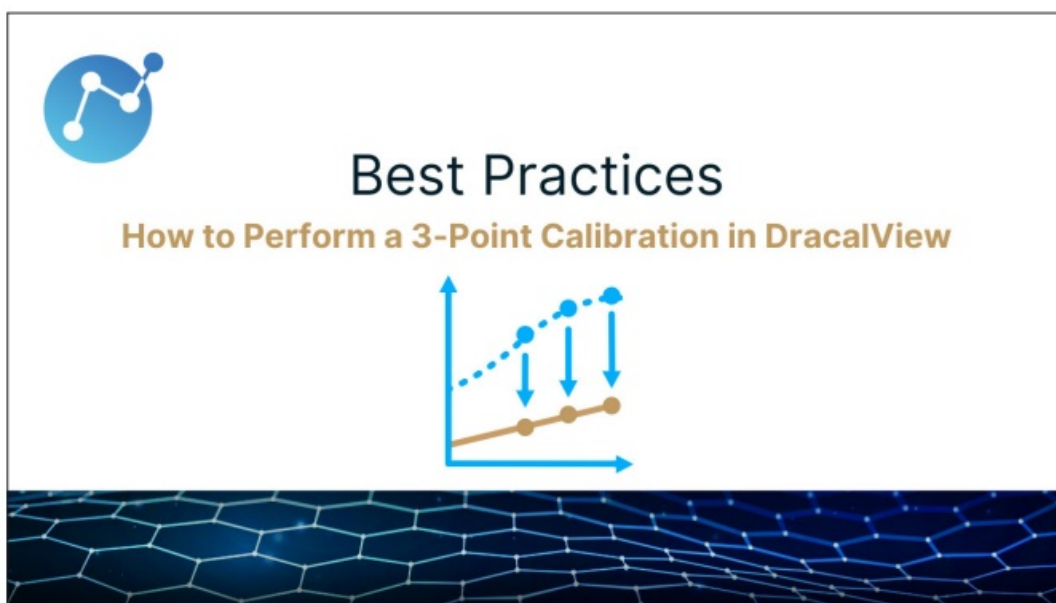 Best Practices
How to Perform a 3-Point Calibration in DracalView